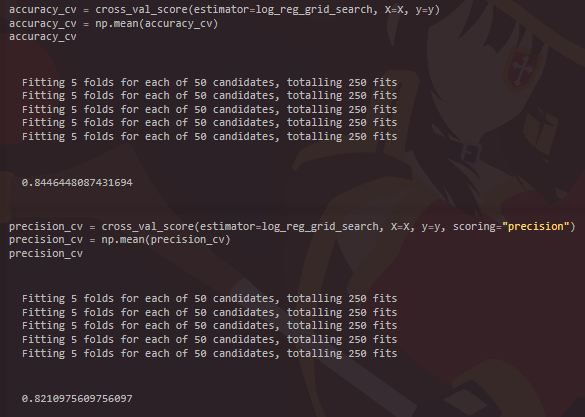 accuracy_cv = cross_val_score(estimator=log_reg_grid_search, X=X, y=y)
accuracy_cv = np.mean(accuracy_cv)
accuracy_cv
Fitting 5 folds for each of 50 candidates, totalling 250 fits
Fitting 5 folds for each of 50 candidates, totalling 250 fits
Fitting 5 folds for each of 50 candidates, totalling 250 fits
Fitting 5 folds for each of 50 candidates, totalling 250 fits
Fitting 5 folds for each of 50 candidates, totalling 250 fits
0.8446448087431694
precision_cv = cross_val_score(estimator=log_reg_grid_search, X=X, y=y, scoring="precision")
precision_cv = np.mean(precision_cv)
precision_cv
Fitting 5 folds for each of 50 candidates, totalling 250 fits
Fitting 5 folds for each of 50 candidates, totalling 250 fits
Fitting 5 folds for each of 50 candidates, totalling 250 fits
Fitting 5 folds for each of 50 candidates, totalling 250 fits
Fitting 5 folds for each of 50 candidates, totalling 250 fits
0.8210975609756097